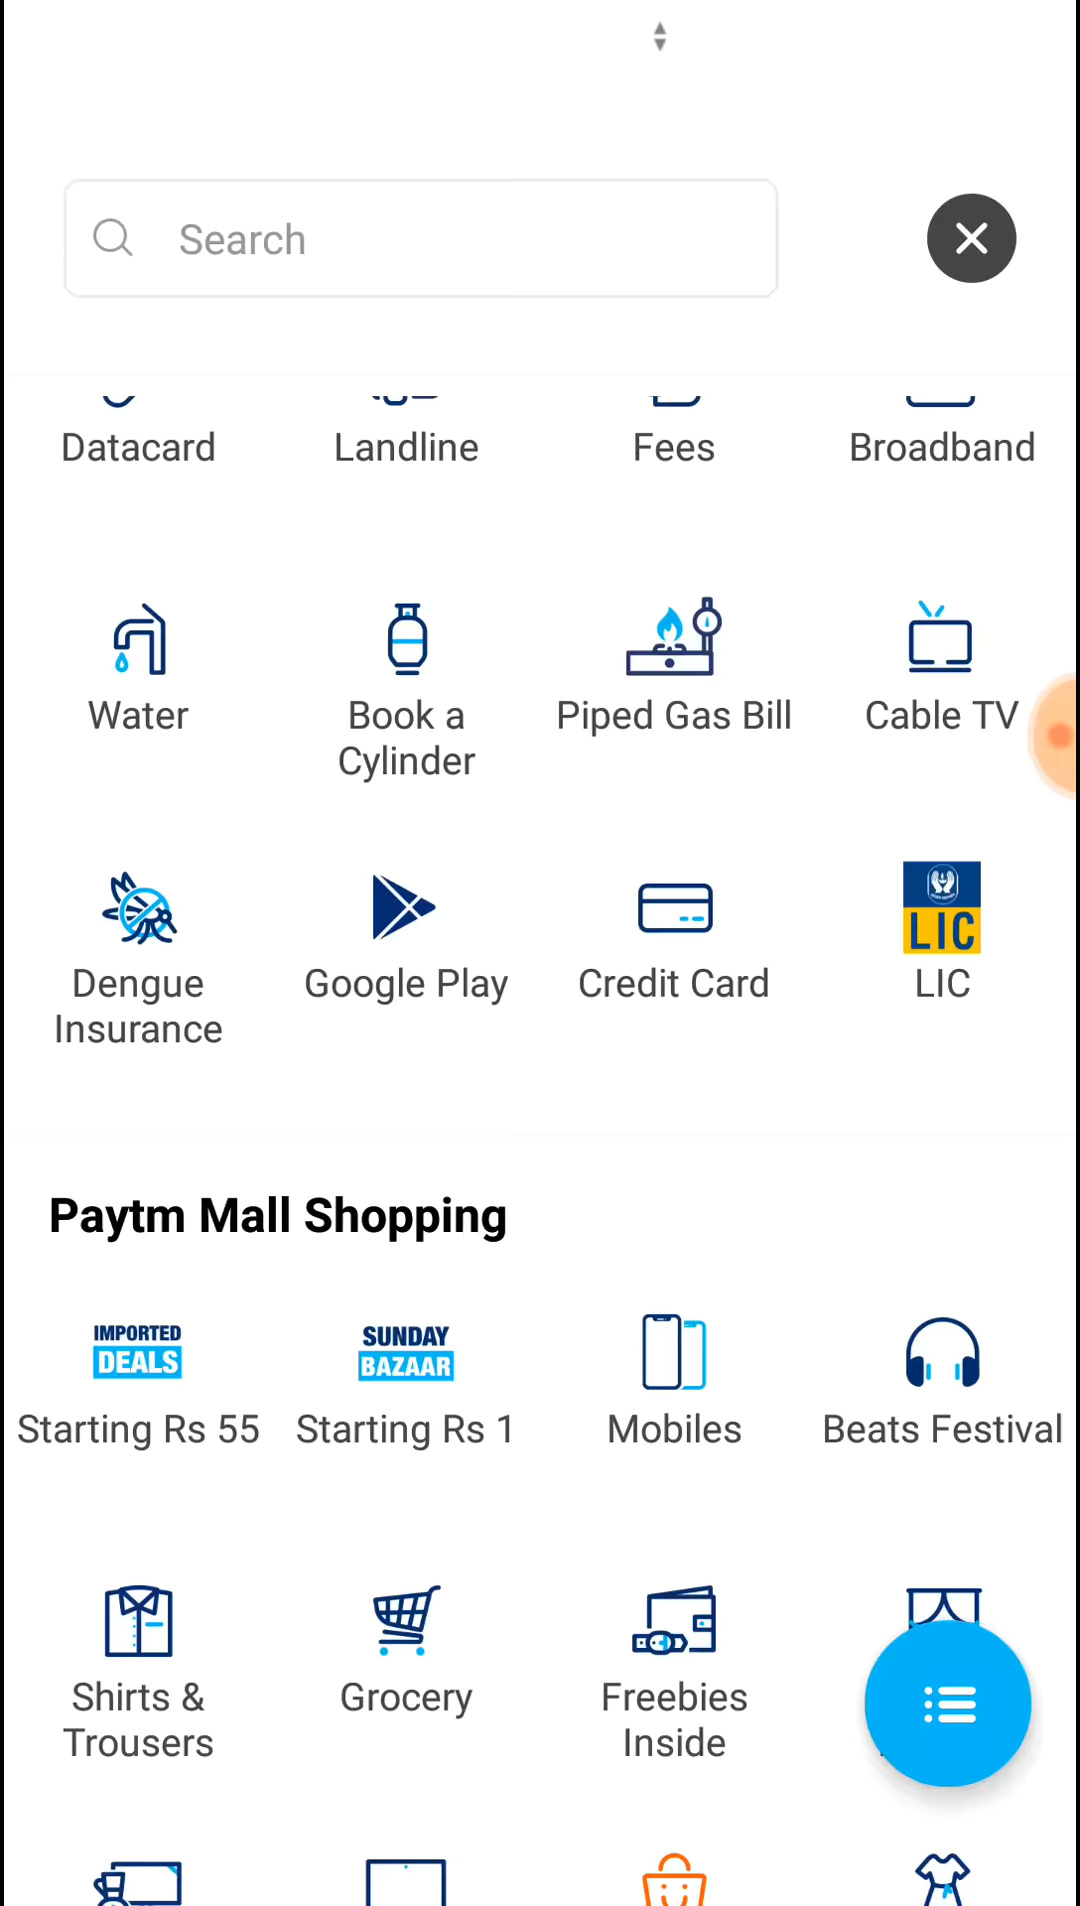 Search
Datacard Landline Fees Broadband
Water Book a Cylinder Piped Gas Bill Cable TV
LIC
Dengue Insurance Google Play Credit Card LIC
Paytm Mall Shopping
IMPORTED DEALS SUNDAY BAZAAR
Starting Rs 55 Starting Rs 1 Mobiles Beats Festival
Shirts & Trousers Grocery Freebies Inside